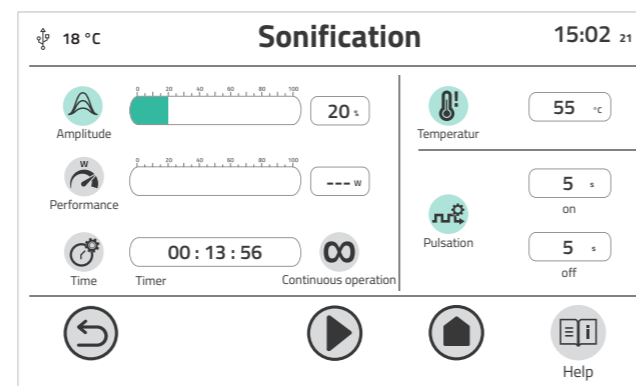 18 °C Sonification 15:02 21
0 20 40 60 80 100
20 s
Amplitude
55 °C
Temperatur
W
0 20 40 60 80 100
--- W
Performance
5 s
on
Pulsation
5 s
off
00 : 13 : 56
Time Timer Continuous operation
i
Help